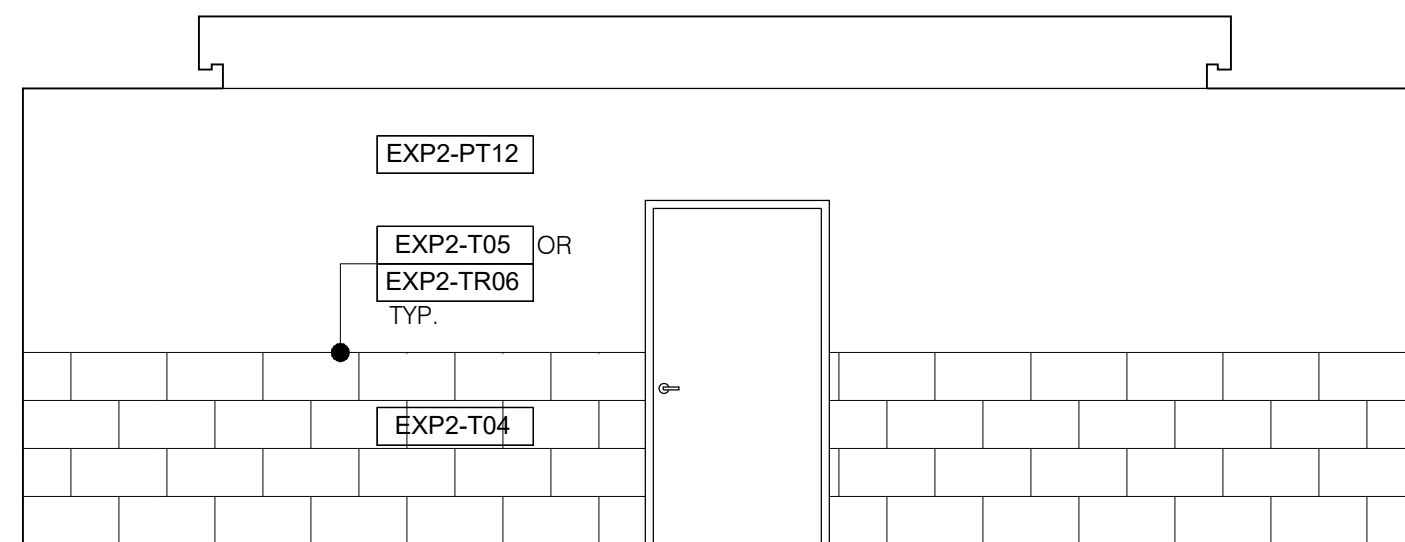 EXP2-PT12
EXP2-T05 OR
EXP2-TR06
TYP.
EXP2-T04